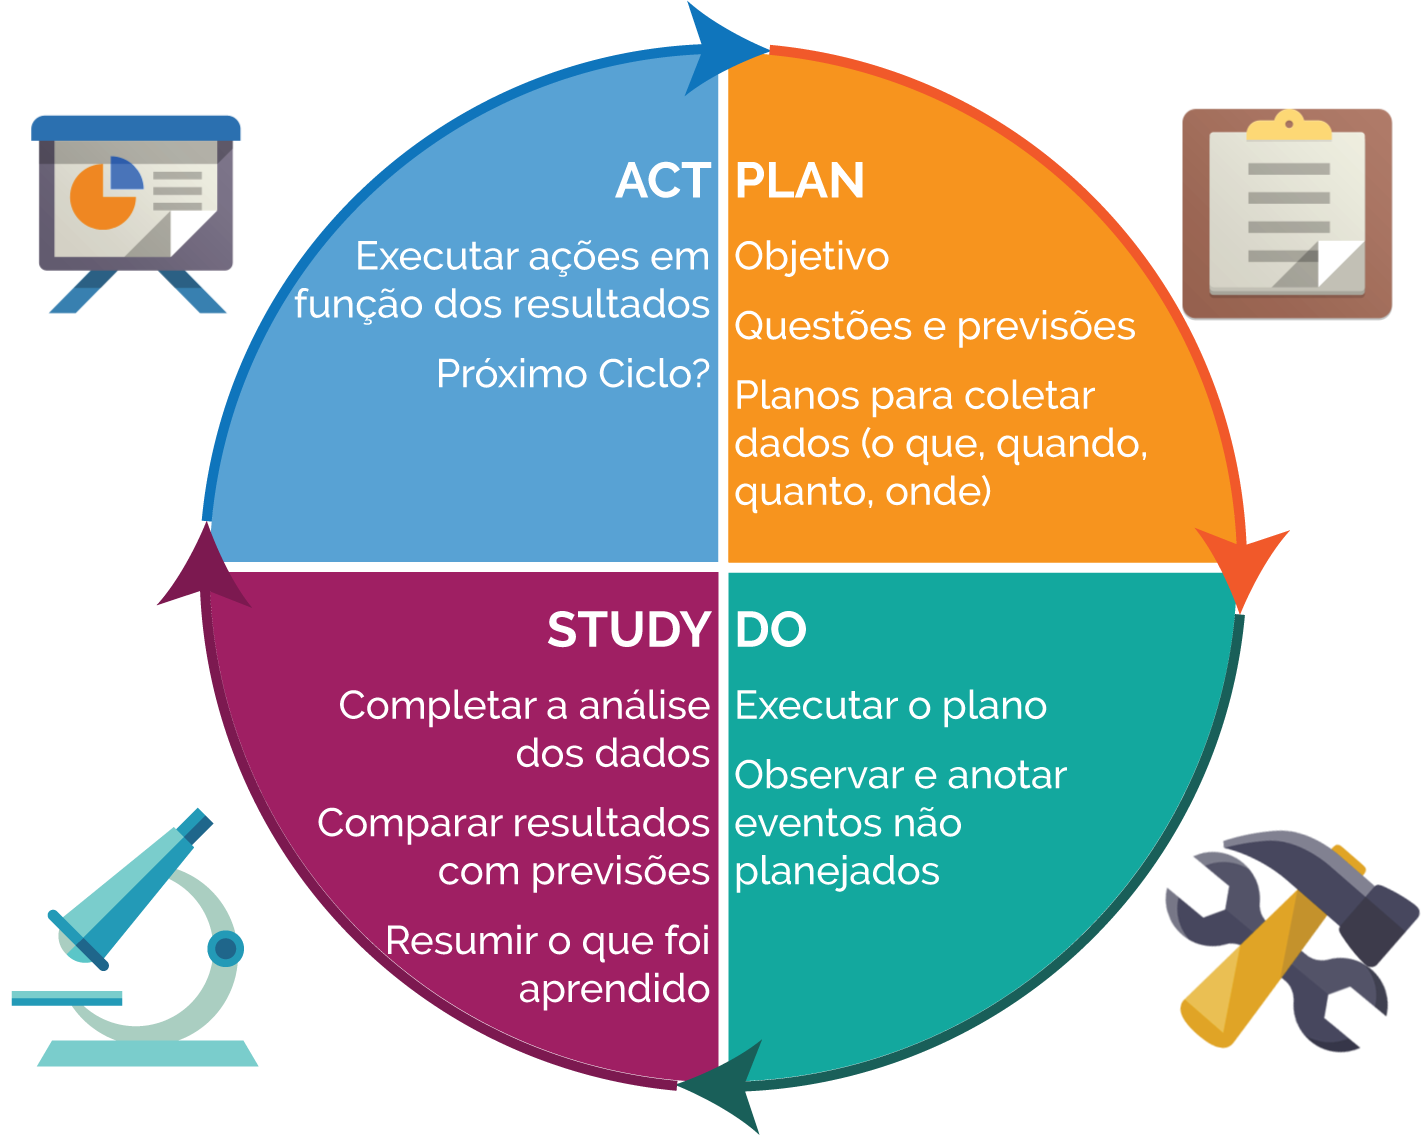 ACT
Executar ações em
função dos resultados
Próximo Ciclo?
PLAN
Objetivo
Questões e previsões
Planos para coletar
dados (o que, quando,
quanto, onde)
STUDY
Completar a análise
dos dados
Comparar resultados
com previsões
Resumir o que foi
aprendido
DO
Executar o plano
Observar e anotar
eventos não
planejados